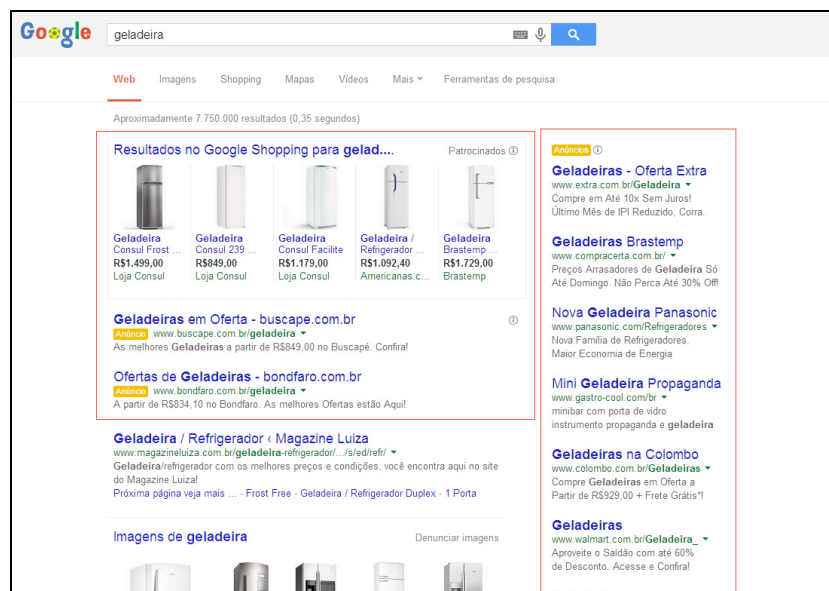 Google
geladeira
Web Imagens Shopping Mapas Vídeos Mais Ferramentas de pesquisa
Aproximadamente 7.750.000 resultados (0,35 segundos)
Resultados no Google Shopping para gelad....
Patrocinados
Geladeira
Consul Frost ...
R$1.499,00
Loja Consul
Geladeira
Consul 239 ...
R$849,00
Loja Consul
Geladeira
Consul Facilite
R$1.179,00
Loja Consul
Geladeira /
Refrigerador ...
R$1.092,40
Americanas.c...
Geladeira
Brastemp ...
R$1.729,00
Brastemp
Geladeiras em Oferta - buscape.com.br
Anúncio www.buscape.com.br/geladeira
As melhores Geladeiras a partir de R$849,00 no Buscapé. Confira!
Ofertas de Geladeiras - bondfaro.com.br
Anúncio www.bondfaro.com.br/geladeira
A partir de R$834,10 no Bondfaro. As melhores Ofertas estão Aqui!
Geladeira / Refrigerador ‹ Magazine Luiza
www.magazineluiza.com.br/geladeira-refrigerador/.../s/ed/refr/
Geladeira/refrigerador com os melhores preços e condições, você encontra aqui no site
do Magazine Luiza!
Próxima página veja mais ... - Frost Free - Geladeira / Refrigerador Duplex - 1 Porta
Imagens de geladeira
Denunciar imagens
Anúncios
Geladeiras - Oferta Extra
www.extra.com.br/Geladeira
Compre em Até 10x Sem Juros!
Último Mês de IPI Reduzido, Corra.
Geladeiras Brastemp
www.compracerta.com.br/
Preços Arrasadores de Geladeira Só
Até Domingo. Não Perca Até 30% Off!
Nova Geladeira Panasonic
www.panasonic.com/Refrigeradores
Nova Família de Refrigeradores.
Maior Economia de Energia
Mini Geladeira Propaganda
www.gastro-cool.com/br
minibar com porta de vidro
instrumento propaganda e geladeira
Geladeiras na Colombo
www.colombo.com.br/Geladeiras
Compre Geladeiras em Oferta a
Partir de R$929,00 + Frete Grátis*!
Geladeiras
www.walmart.com.br/Geladeira_
Aproveite o Saldão com até 60%
de Desconto. Acesse e Confira!